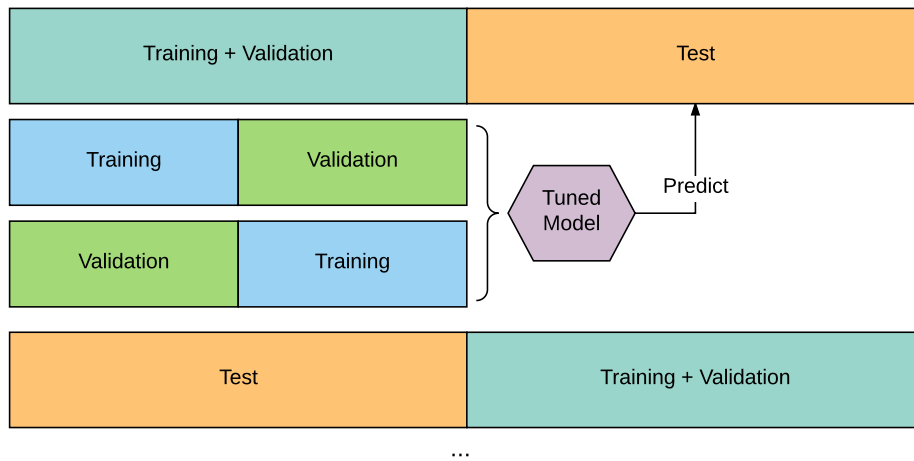 Training + Validation
Test
Training
Validation
Tuned
Model
Predict
Validation
Training
Test
Training + Validation
...